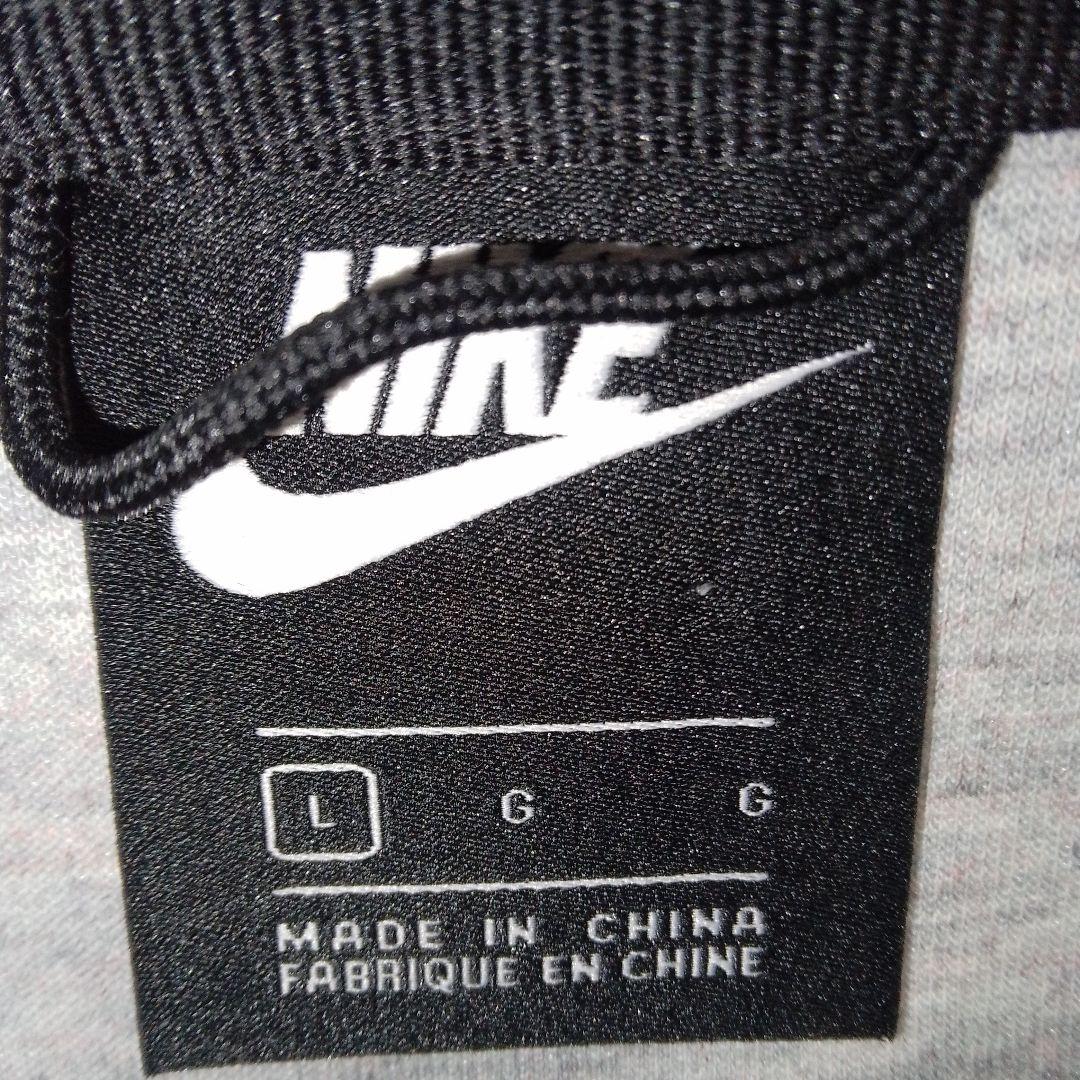 NIKE
L G G
MADE IN CHINA
FABRIQUE EN CHINE